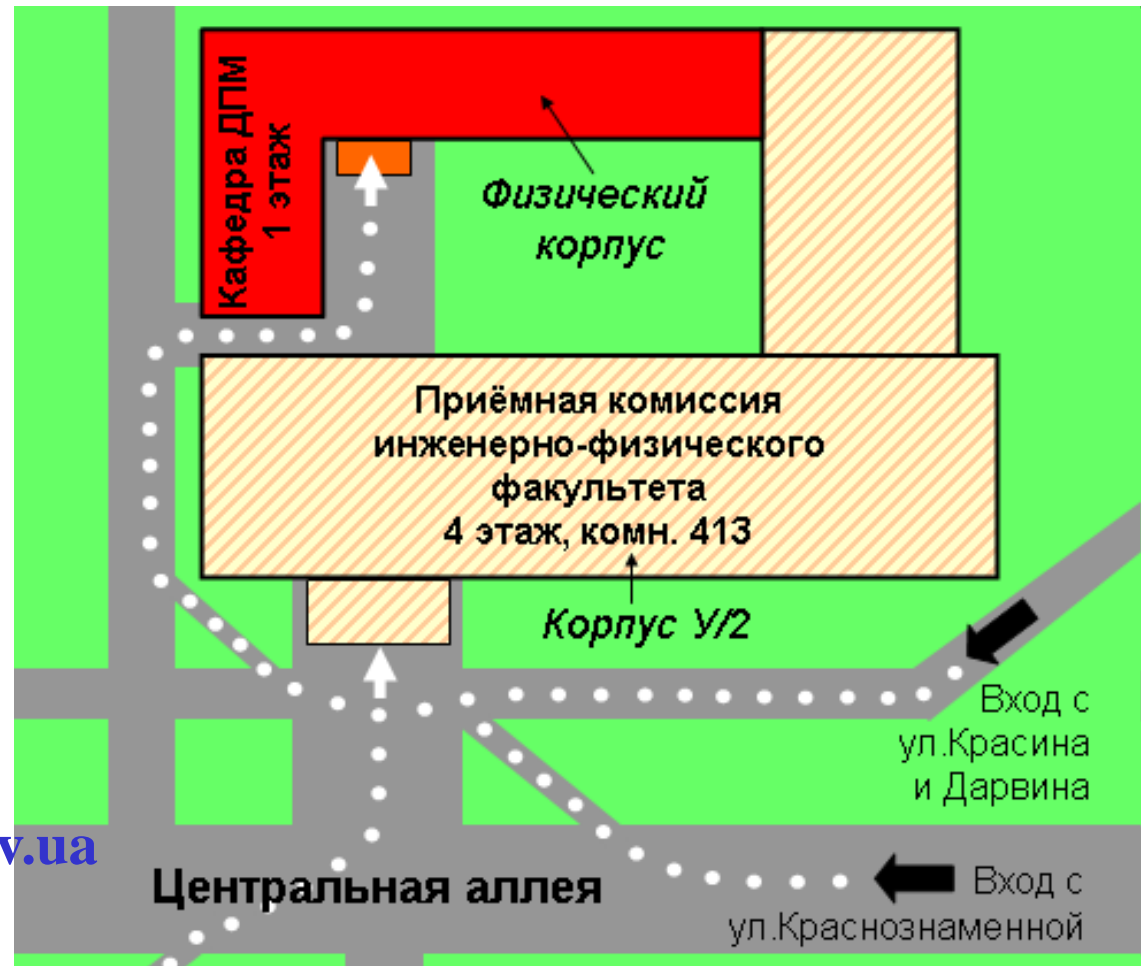 Кафедра ДПМ
1 этаж
Физический
корпус
Приёмная комиссия
инженерно-физического
факультета
4 этаж, комн. 413
Корпус У/2
Вход с
ул.Красина
и Дарвина
v.ua
Центральная аллея
Вход с
ул.Краснознаменной